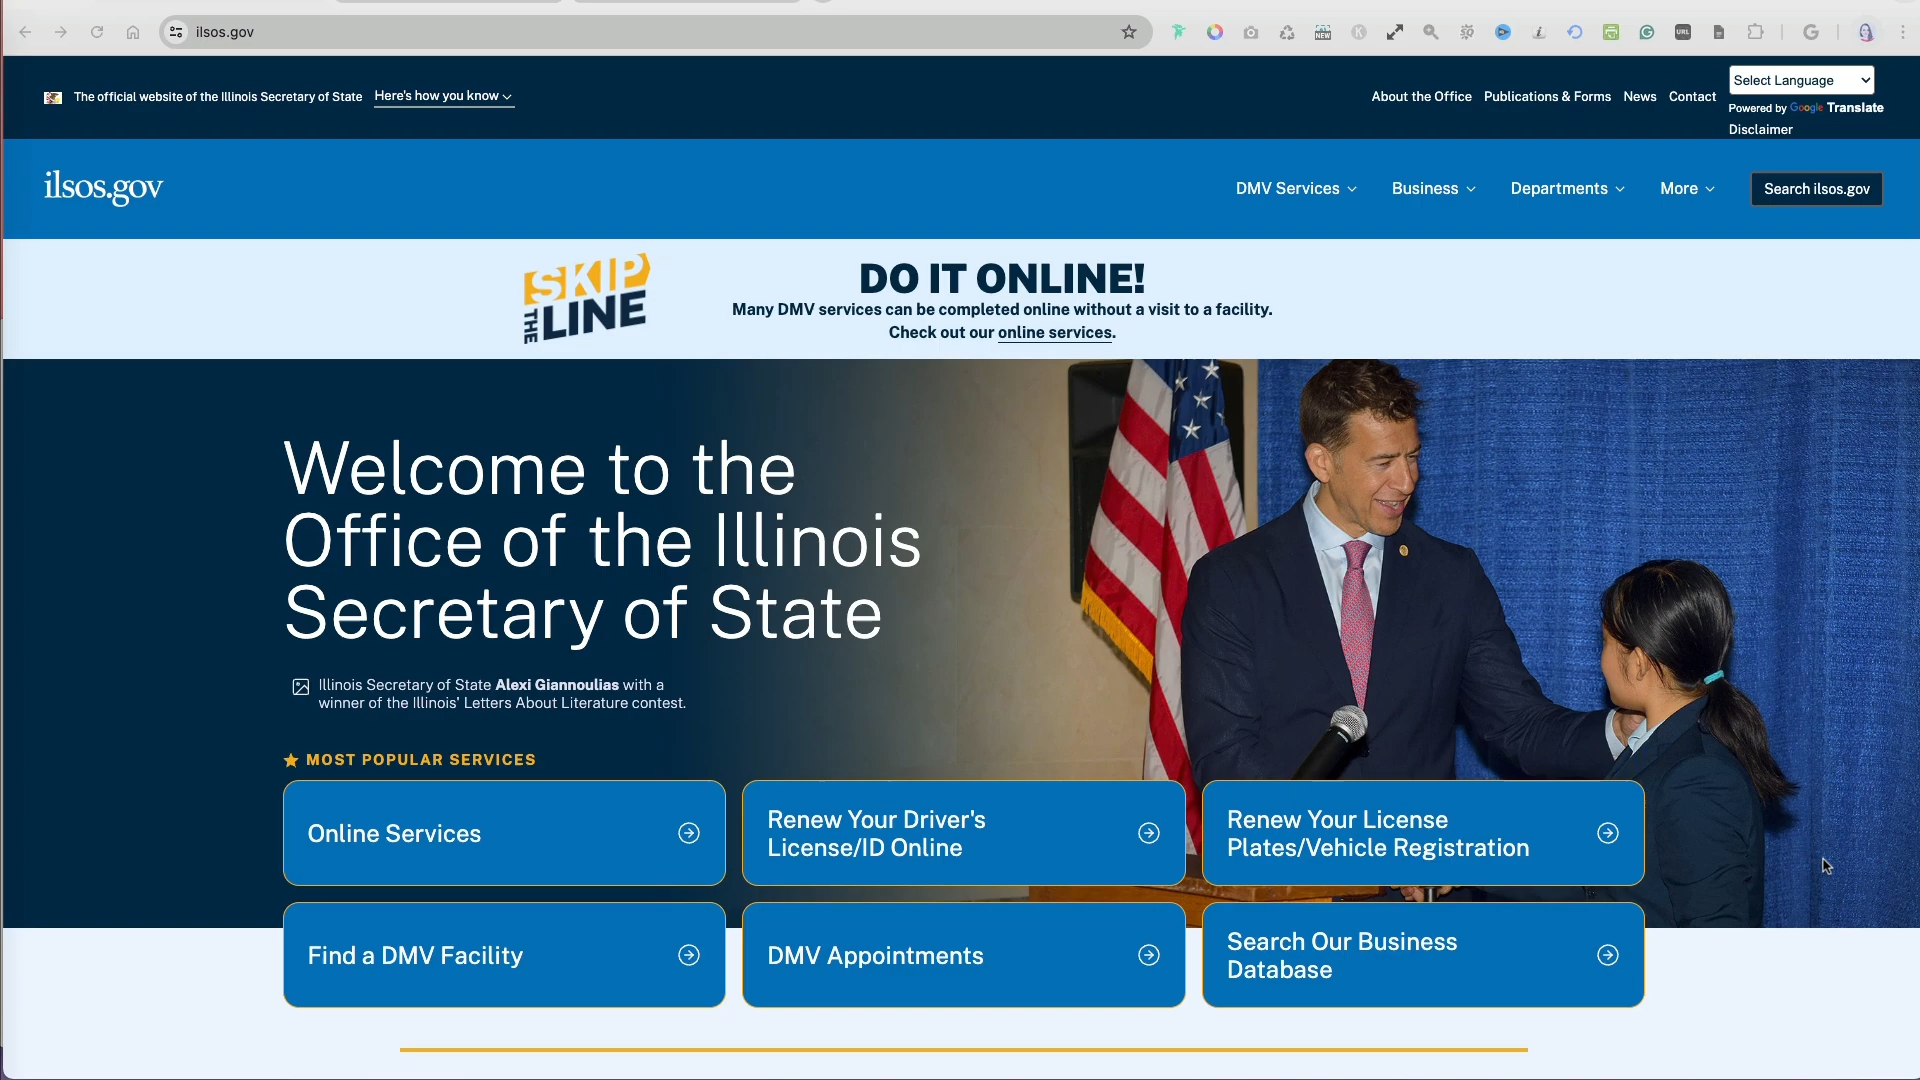 ilsos.gov
The official website of the Illinois Secretary of State Here's how you know
About the Office Publications & Forms News Contact
Select Language
Powered by Google Translate
Disclaimer
ilsos.gov
DMV Services Business Departments More Search ilsos.gov
SKIP
THE LINE
DO IT ONLINE!
Many DMV services can be completed online without a visit to a facility.
Check out our online services.
Welcome to the
Office of the Illinois
Secretary of State
Illinois Secretary of State Alexi Giannoulias with a
winner of the Illinois' Letters About Literature contest.
MOST POPULAR SERVICES
Online Services
Renew Your Driver's
License/ID Online
Renew Your License
Plates/Vehicle Registration
Find a DMV Facility
DMV Appointments
Search Our Business
Database